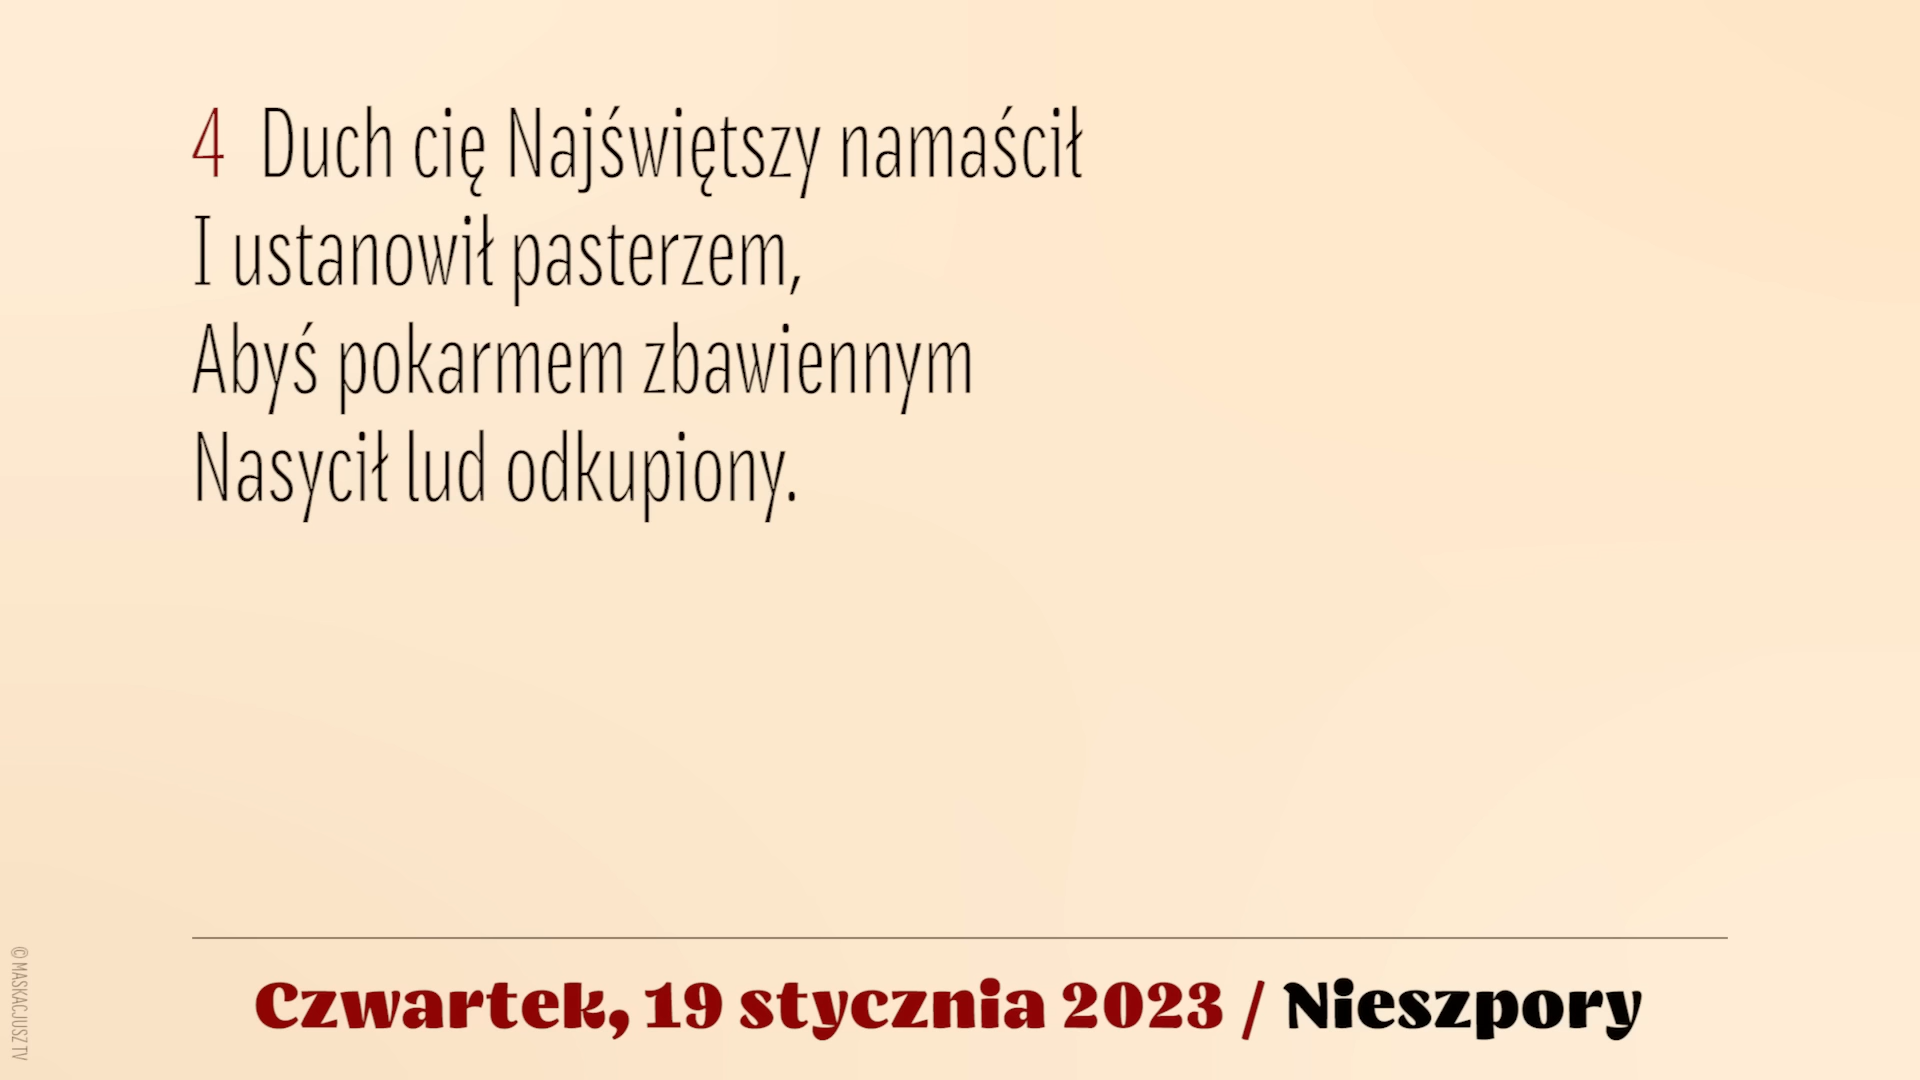 4 Duch cię Najświętszy namaścił
I ustanowił pasterzem,
Abyś pokarmem zbawiennym
Nasycił lud odkupiony.
Czwartek, 19 stycznia 2023 / Nieszpory
© MASKACJUSZ TV